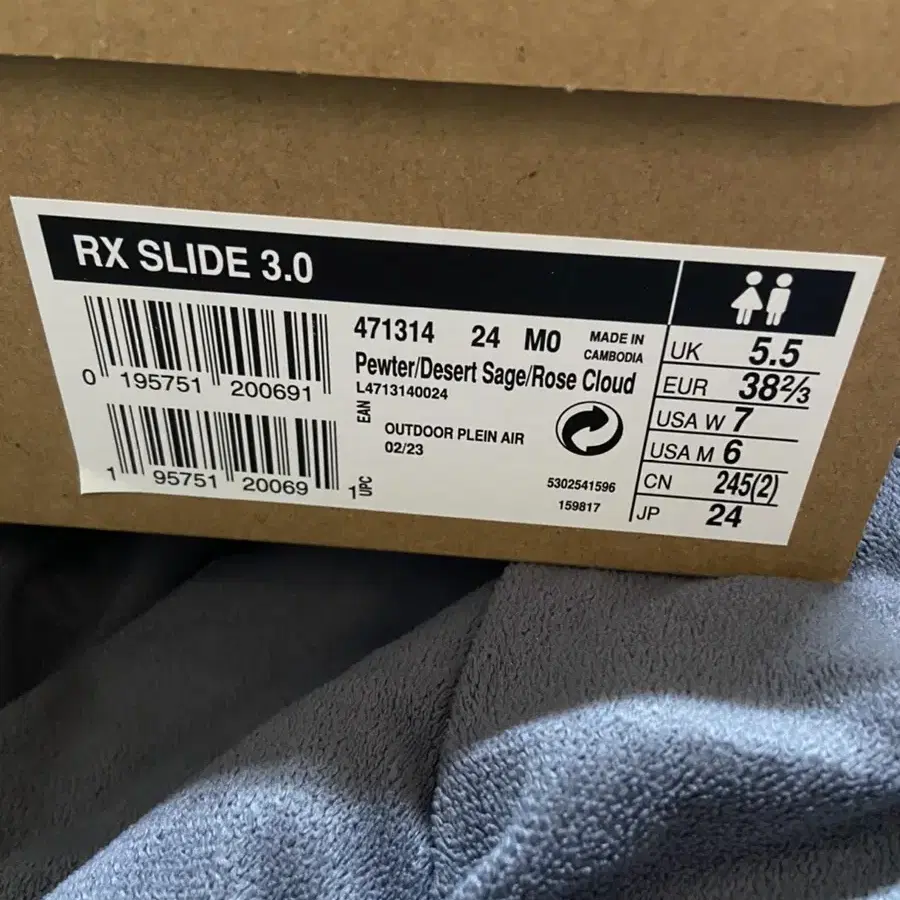 RX SLIDE 3.0
0 195751 200691
EAN
1 95751 20069 1
UPC
471314 24 M0
MADE IN
CAMBODIA
Pewter/Desert Sage/Rose Cloud
L4713140024
OUTDOOR PLEIN AIR
02/23
5302541596
159817
UK 5.5
EUR 38⅔
USA W 7
USA M 6
CN 245(2)
JP 24